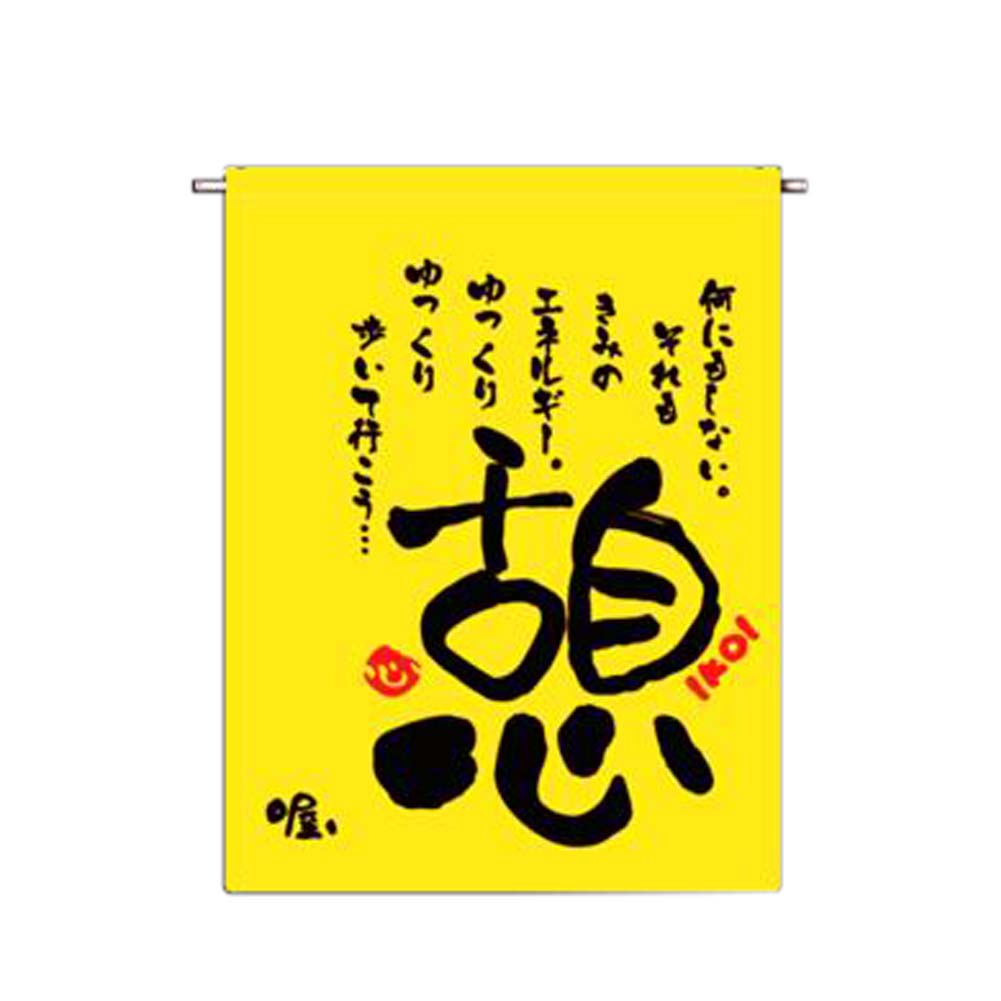 何にもしない。
それも
きみの
エネルギー。
ゆっくり
ゆっくり
歩いて行こう…
憩
IKOI
喔、